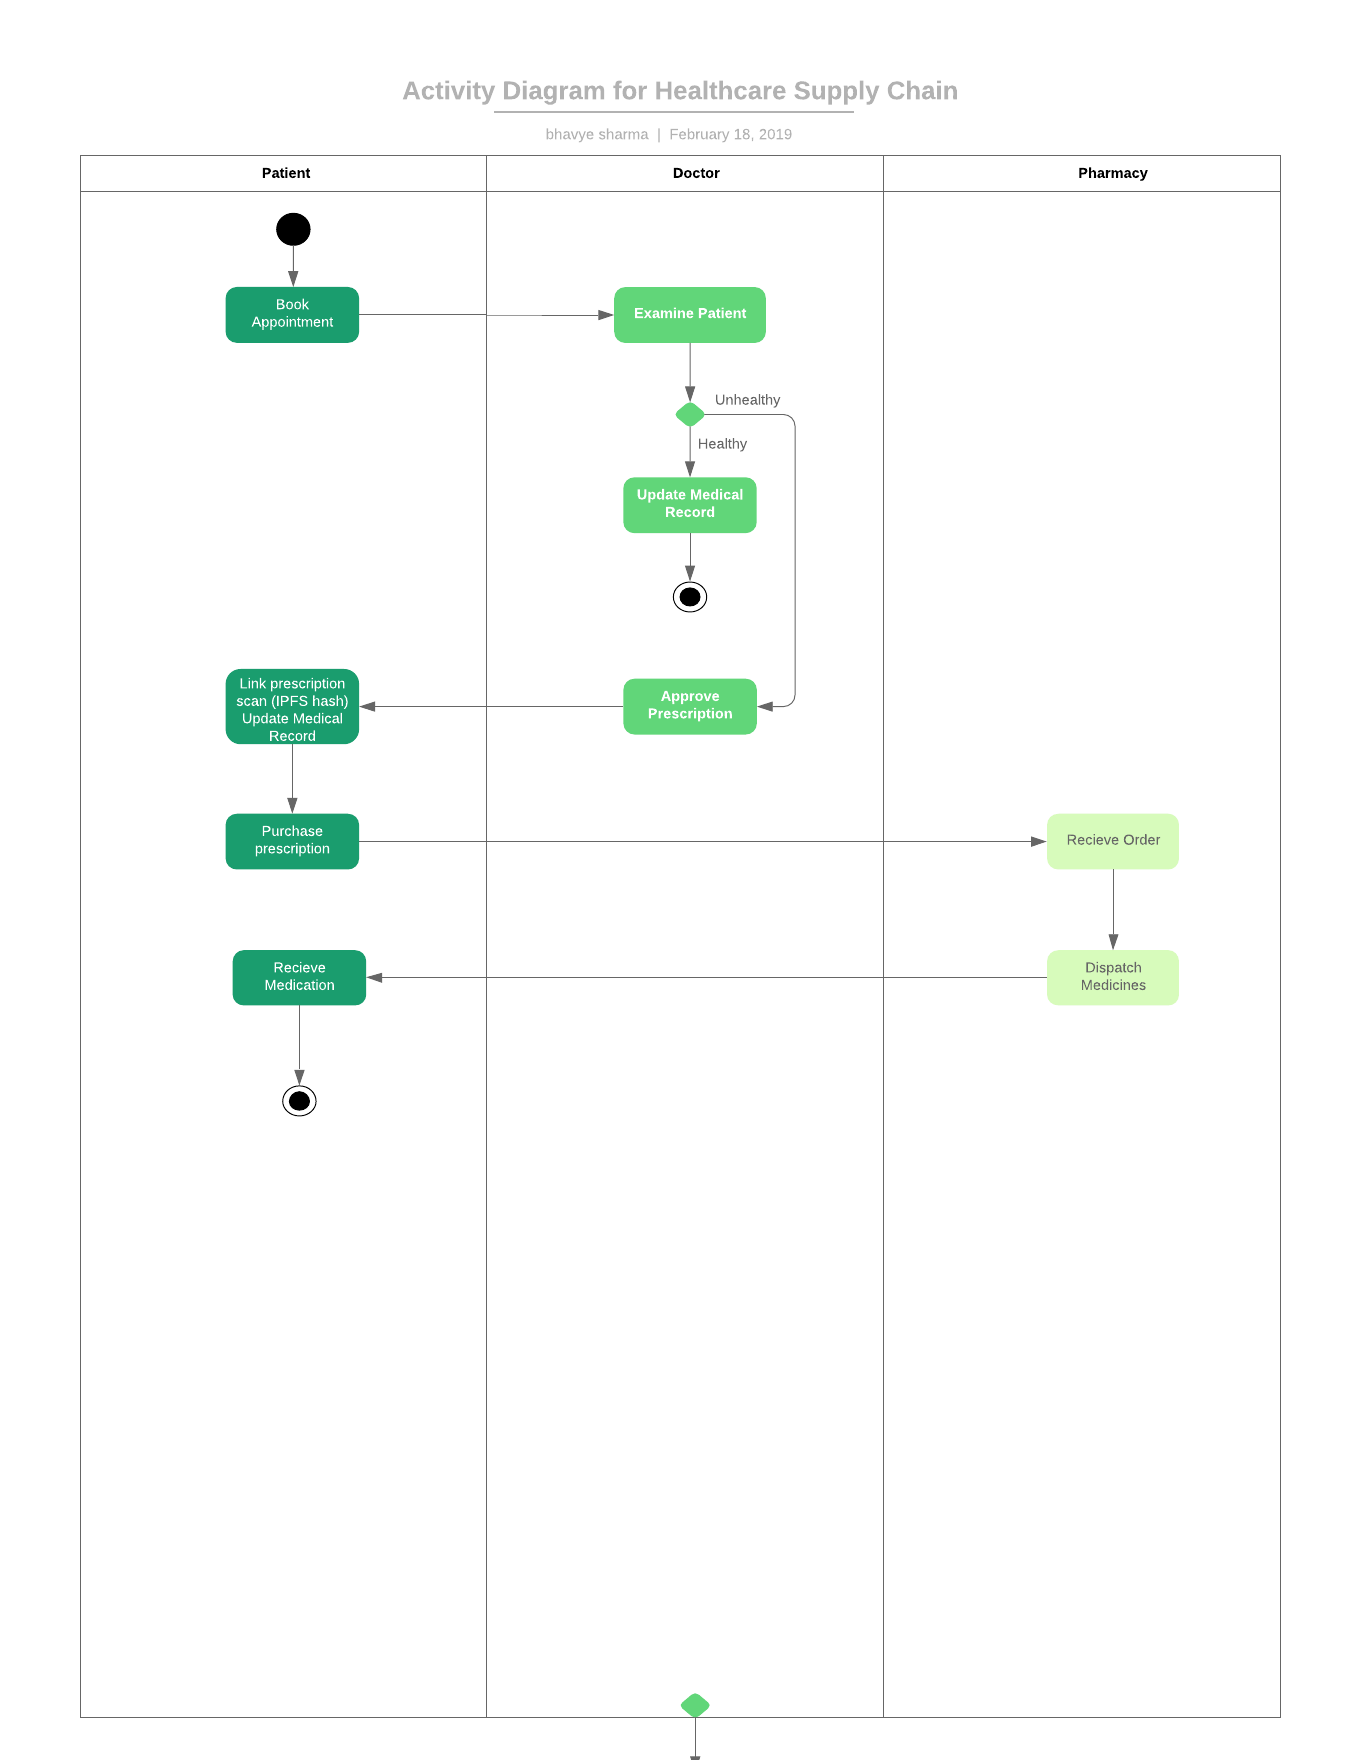 Activity Diagram for Healthcare Supply Chain
bhavye sharma | February 18, 2019
Patient
Doctor
Pharmacy
Book
Appointment
Examine Patient
Unhealthy
Healthy
Update Medical
Record
Link prescription
scan (IPFS hash)
Update Medical
Record
Approve
Prescription
Purchase
prescription
Recieve Order
Recieve
Medication
Dispatch
Medicines